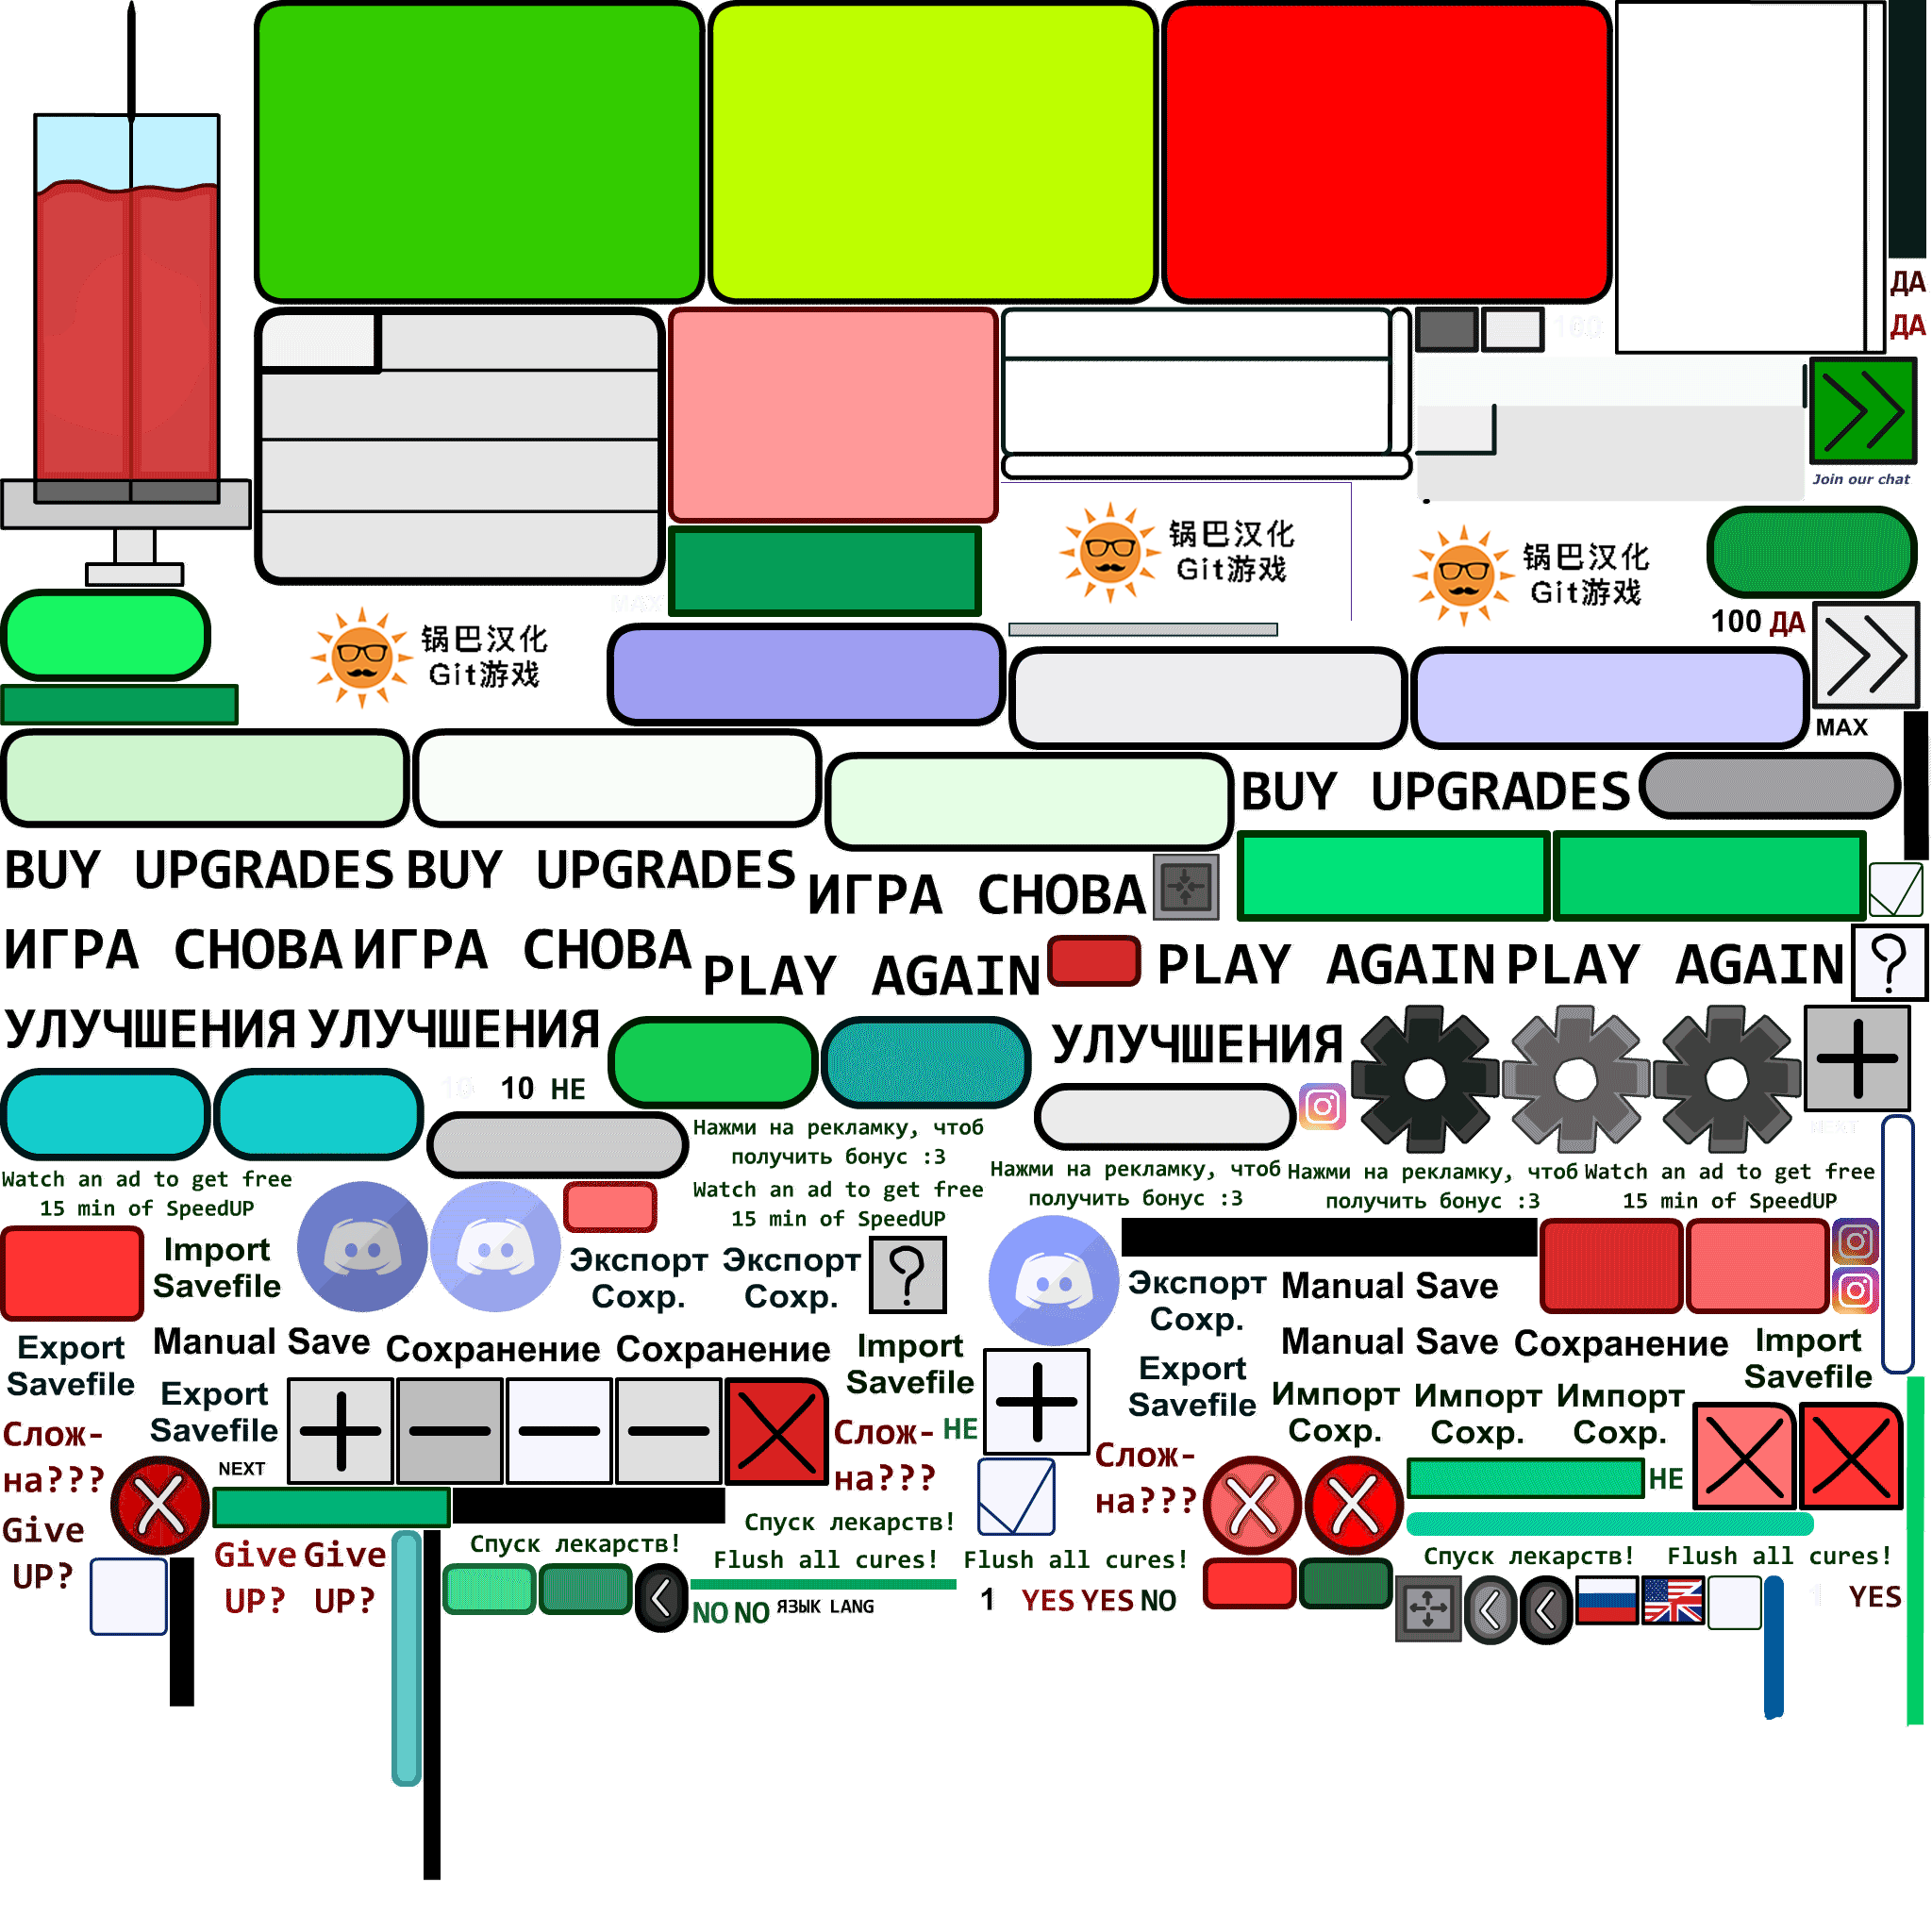 ДА
ДА
Join our chat
锅巴汉化
Git游戏
锅巴汉化
Git游戏
锅巴汉化
Git游戏
100 ДА
MAX
BUY UPGRADES
BUY UPGRADES BUY UPGRADES
ИГРА СНОВА
ИГРА СНОВА ИГРА СНОВА
PLAY AGAIN
PLAY AGAIN PLAY AGAIN
?
УЛУЧШЕНИЯ УЛУЧШЕНИЯ
УЛУЧШЕНИЯ
10 НЕ
Нажми на рекламку, чтоб
получить бонус :3
Нажми на рекламку, чтоб
получить бонус :3
Нажми на рекламку, чтоб
получить бонус :3
Watch an ad to get free
15 min of SpeedUP
Watch an ad to get free
15 min of SpeedUP
Watch an ad to get free
15 min of SpeedUP
Import
Savefile
Экспорт
Сохр.
Экспорт
Сохр.
?
Экспорт
Сохр.
Manual Save
Export
Savefile
Manual Save
Сохранение
Сохранение
Import
Savefile
Manual Save
Сохранение
Import
Savefile
Export
Savefile
Export
Savefile
Импорт
Сохр.
Импорт
Сохр.
Импорт
Сохр.
Слож-
на???
NEXT
Слож-
на???
НЕ
Слож-
на???
НЕ
Give
UP?
Give
UP?
Give
UP?
Спуск лекарств!
Спуск лекарств!
Flush all cures!
Flush all cures!
Спуск лекарств!
Flush all cures!
NO NO ЯЗЫК LANG
1 YES YES NO
YES